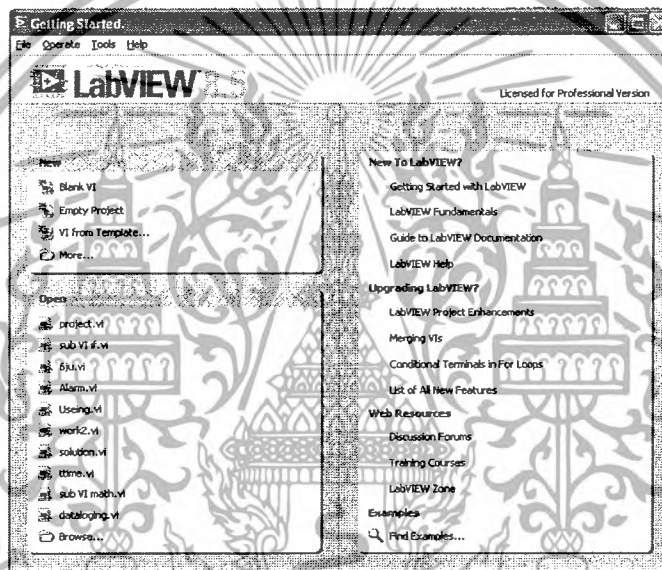 Getting Started
File Operate Tools Help
LabVIEW 8.5
Licensed for Professional Version
New
Blank VI
Empty Project
VI from Template...
More...
Open
project.vi
sub VI if.vi
Alarm.vi
Useing.vi
work2.vi
solution.vi
ttime.vi
sub VI math.vi
dataloging.vi
Browse...
New To LabVIEW?
Getting Started with LabVIEW
LabVIEW Fundamentals
Guide to LabVIEW Documentation
LabVIEW Help
Upgrading LabVIEW?
LabVIEW Project Enhancements
Merging VIs
Conditional Terminals in For Loops
List of All New Features
Web Resources
Discussion Forums
Training Courses
LabVIEW Zone
Examples
Find Examples...